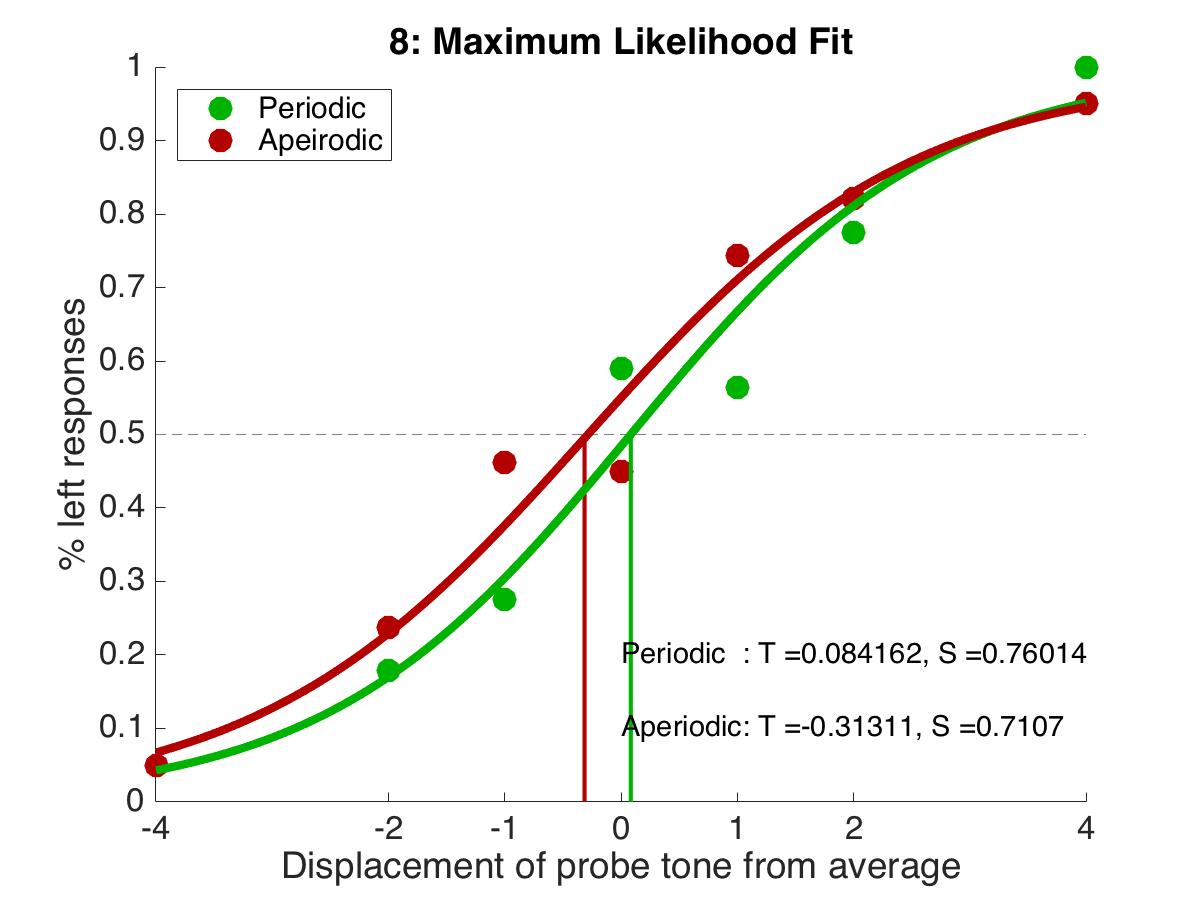 8: Maximum Likelihood Fit
1
Periodic
Apeirodic
0.9
0.8
0.7
0.6
0.5
0.4
0.3
0.2
0.1
0
% left responses
Periodic : T =0.084162, S =0.76014
Aperiodic: T =-0.31311, S =0.7107
-4 -2 -1 0 1 2 4
Displacement of probe tone from average